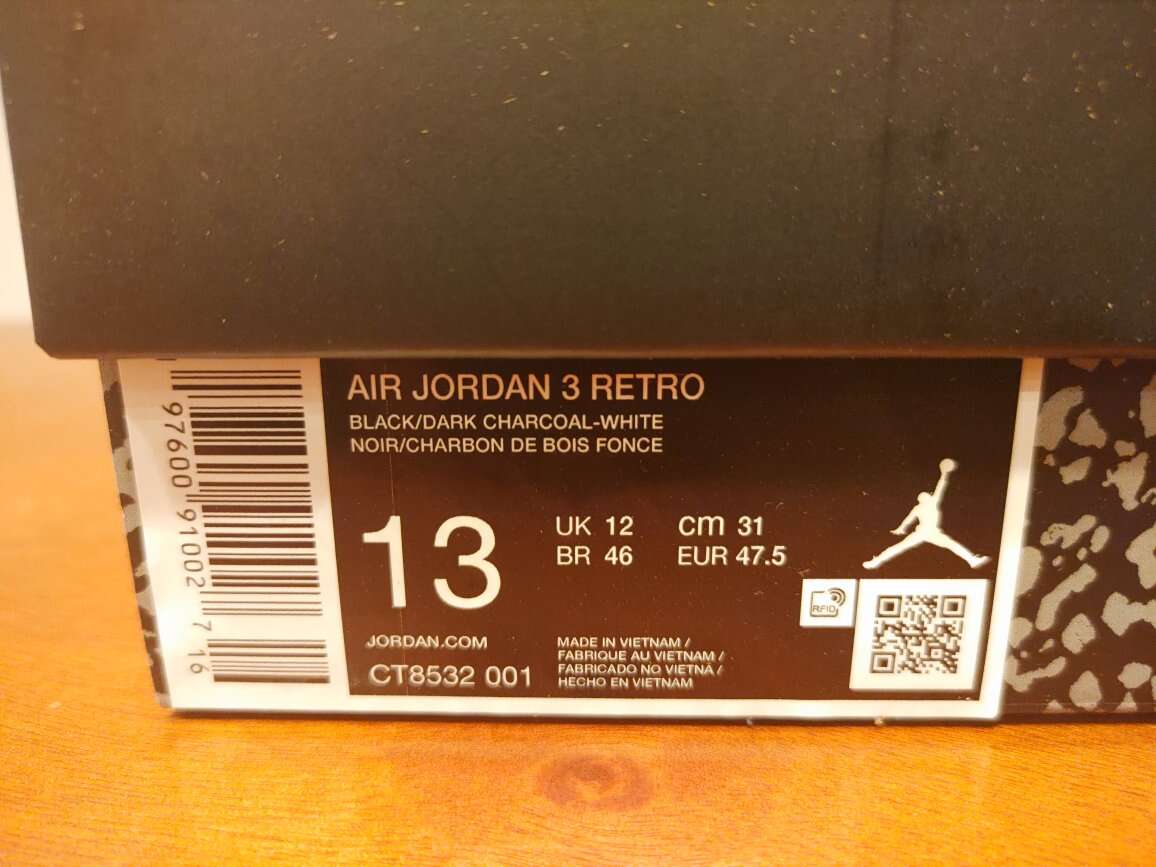 AIR JORDAN 3 RETRO
BLACK/DARK CHARCOAL-WHITE
NOIR/CHARBON DE BOIS FONCE
13
UK 12 cm 31
BR 46 EUR 47.5
RFID
JORDAN.COM
CT8532 001
MADE IN VIETNAM /
FABRIQUE AU VIETNAM /
FABRICADO NO VIETNÃ /
HECHO EN VIETNAM
97600 91002 7 16